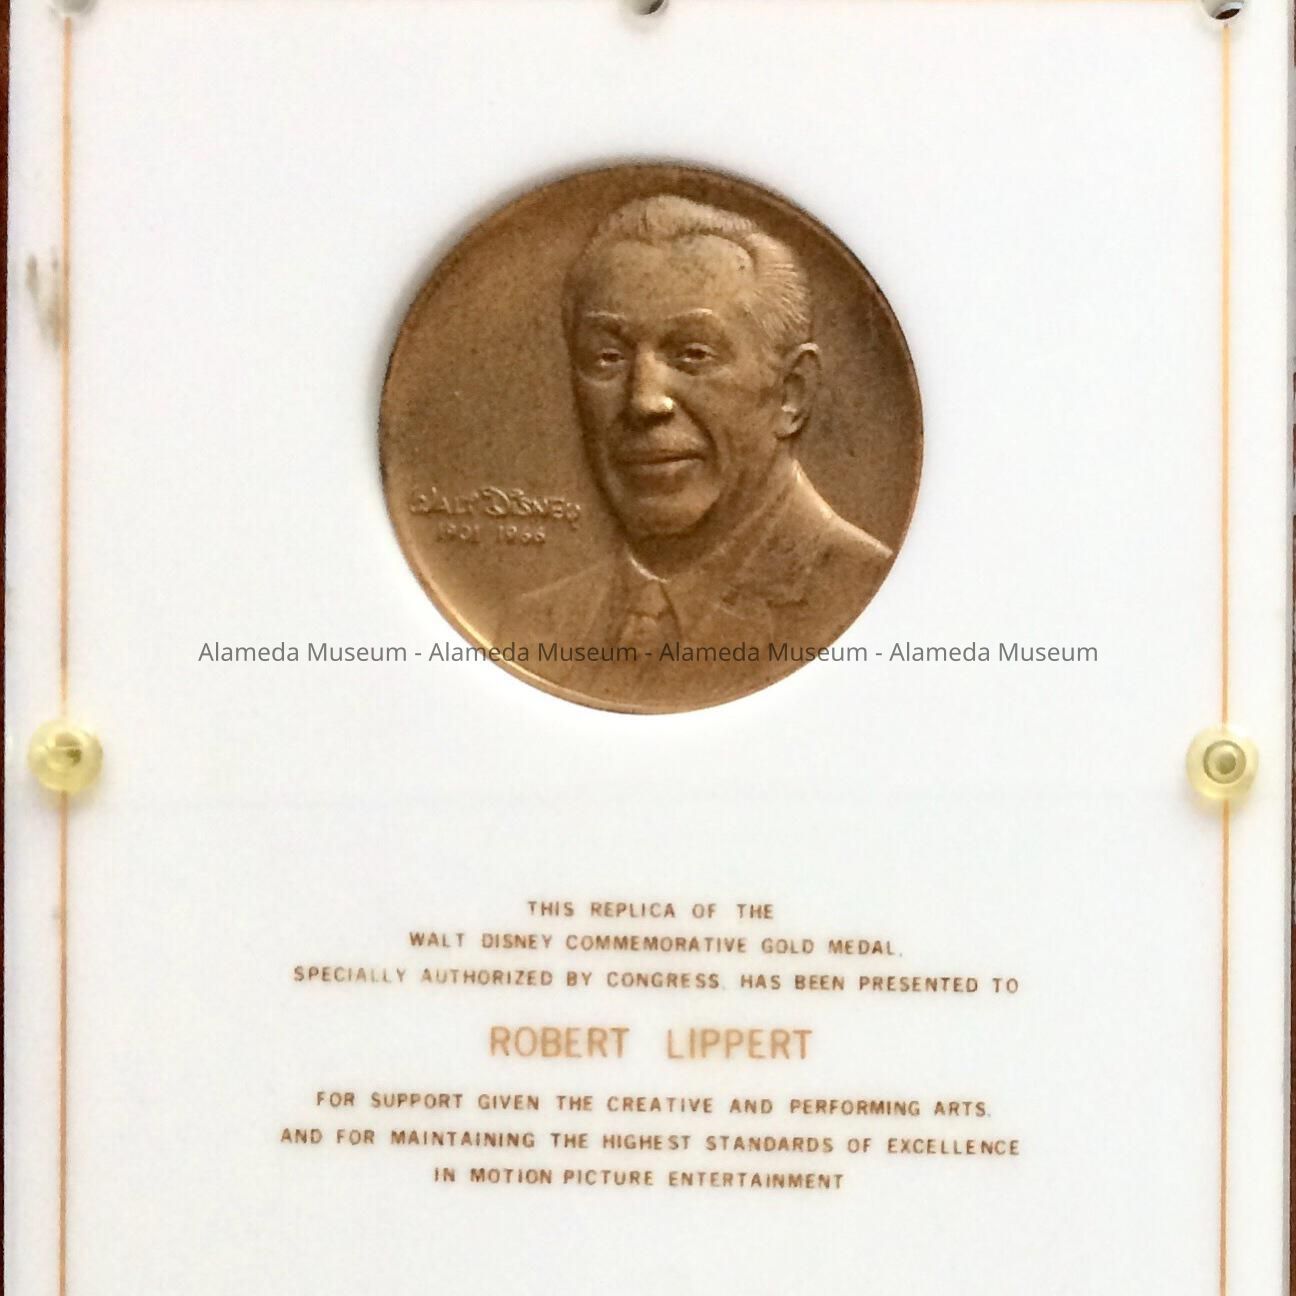 WALT DISNEY
1901 1966
Alameda Museum - Alameda Museum - Alameda Museum - Alameda Museum
THIS REPLICA OF THE
WALT DISNEY COMMEMORATIVE GOLD MEDAL,
SPECIALLY AUTHORIZED BY CONGRESS, HAS BEEN PRESENTED TO
ROBERT LIPPERT
FOR SUPPORT GIVEN THE CREATIVE AND PERFORMING ARTS,
AND FOR MAINTAINING THE HIGHEST STANDARDS OF EXCELLENCE
IN MOTION PICTURE ENTERTAINMENT